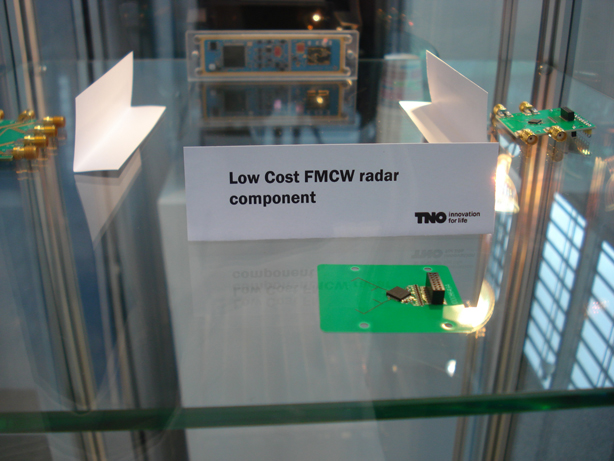 Low Cost FMCW radar
component
TNO innovation
for life